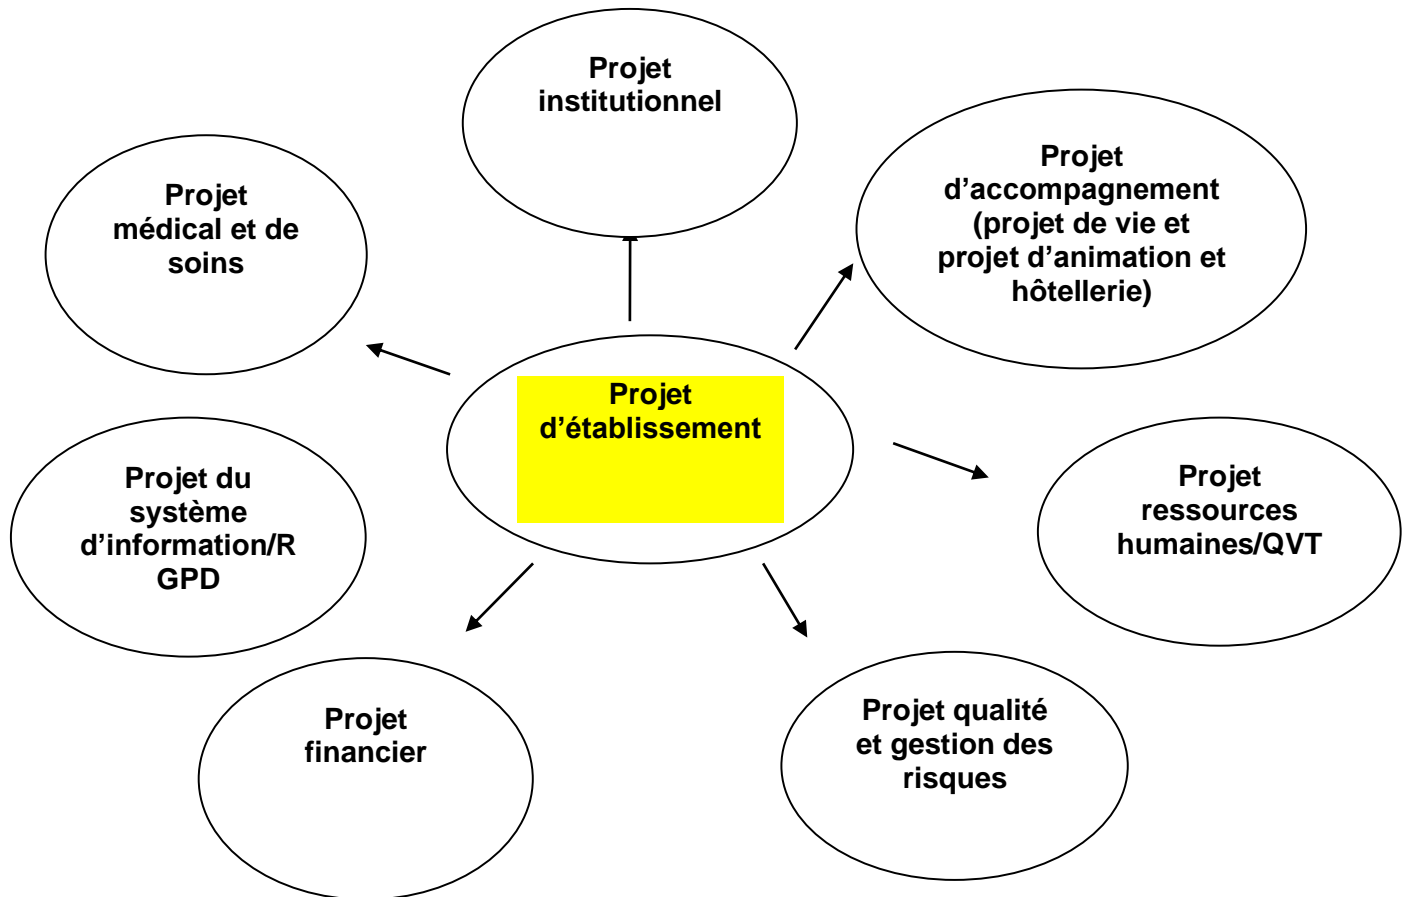 Projet
institutionnel
Projet
d’accompagnement
(projet de vie et
projet d’animation et
hôtellerie)
Projet
médical et de
soins
Projet
d’établissement
Projet du
système
d’information/R
GPD
Projet
ressources
humaines/QVT
Projet
financier
Projet qualité
et gestion des
risques